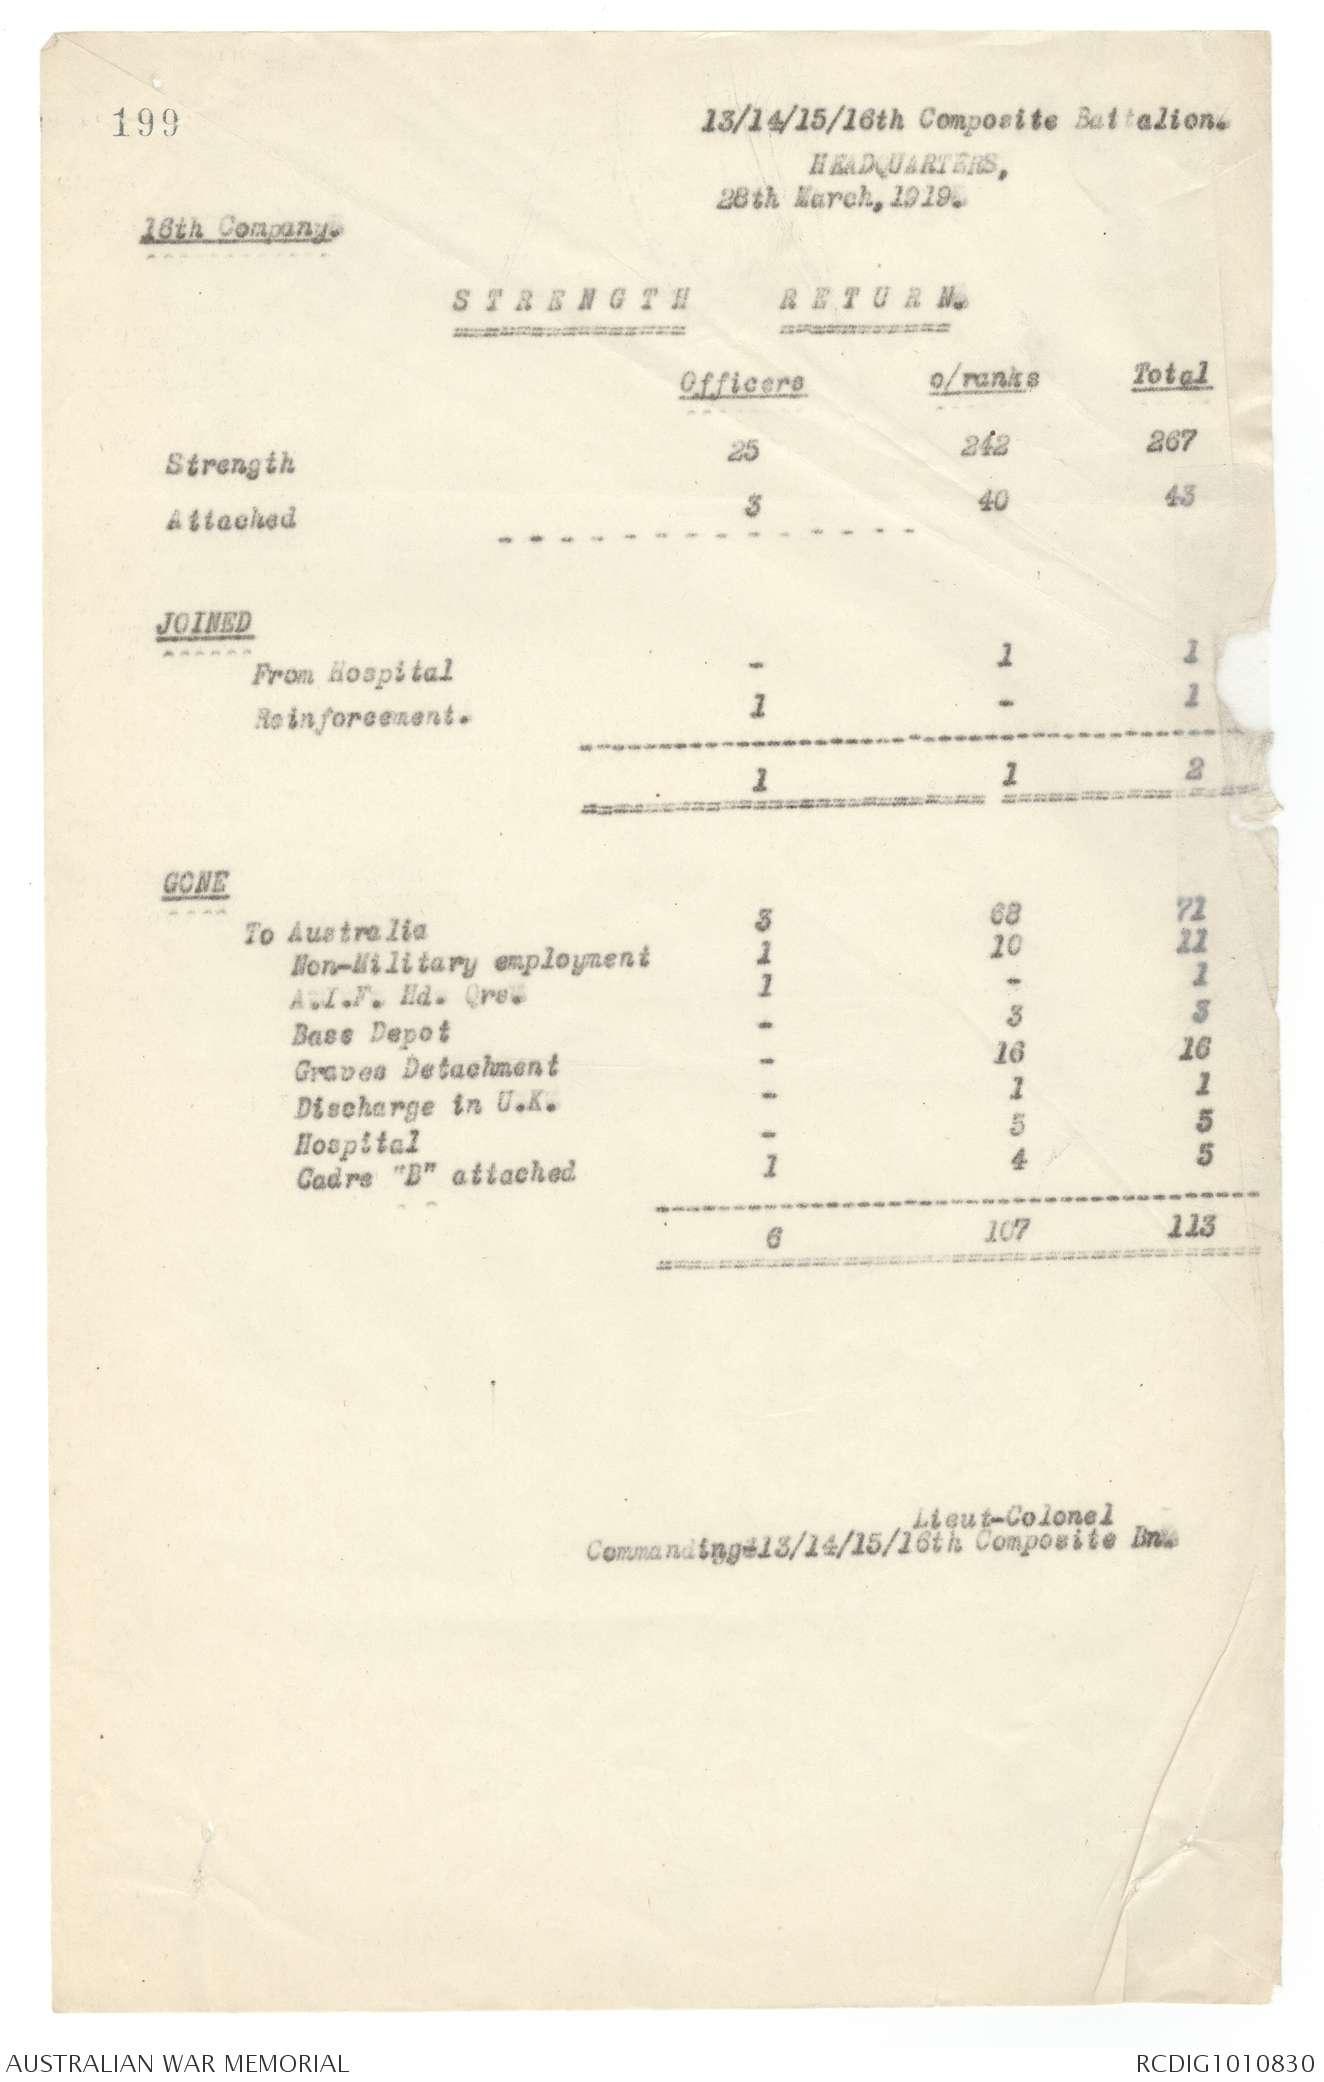 199
13/14/15/16th Composite Battalion.
HEADQUARTERS,
28th March, 1919.
16th Company.
STRENGTH RETURN.
Officers o/ranks Total
Strength 25 242 267
Attached 3 40 43
JOINED
From Hospital - 1 1
Reinforcement. 1 - 1
1 1 2
GONE
To Australia 3 68 71
Non-Military employment 1 10 11
A.I.F. Hd. Qrs. 1 - 1
Base Depot - 3 3
Graves Detachment - 16 16
Discharge in U.K. - 1 1
Hospital - 5 5
Cadre "B" attached 1 4 5
6 107 113
Lieut-Colonel
Commanding 13/14/15/16th Composite Bn.
AUSTRALIAN WAR MEMORIAL RCDIG1010830